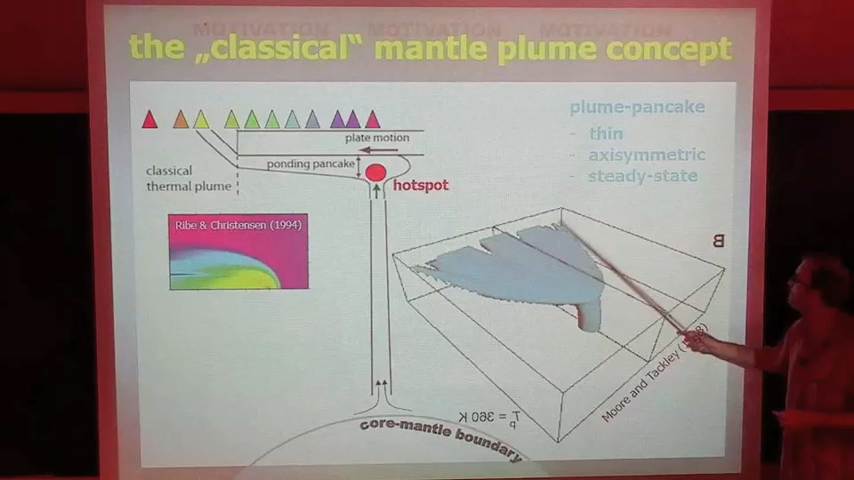 MOTIVATION MOTIVATION MOTIVATION
the „classical“ mantle plume concept
plume-pancake
- thin
- axisymmetric
- steady-state
plate motion
ponding pancake
classical
thermal plume
hotspot
Ribe & Christensen (1994)
B
Moore and Tackley
Tp = 360 K
core-mantle boundary